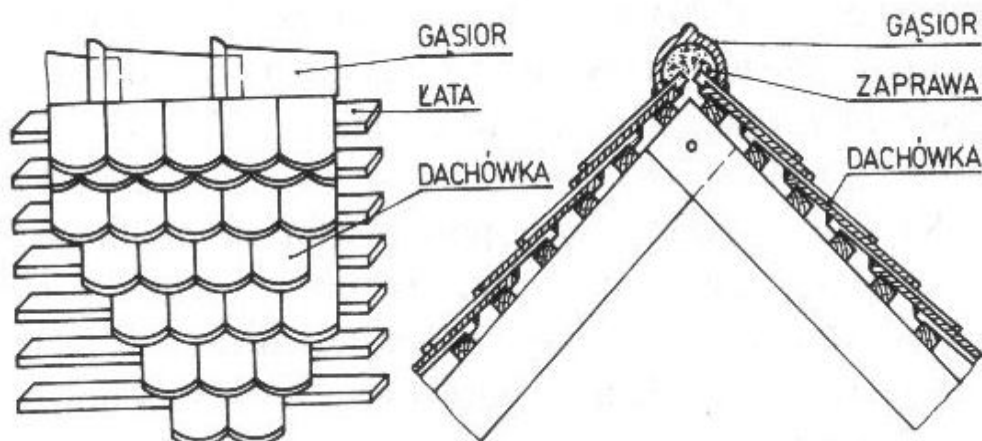 GĄSIOR
ŁATA
DACHÓWKA
GĄSIOR
ZAPRAWA
DACHÓWKA